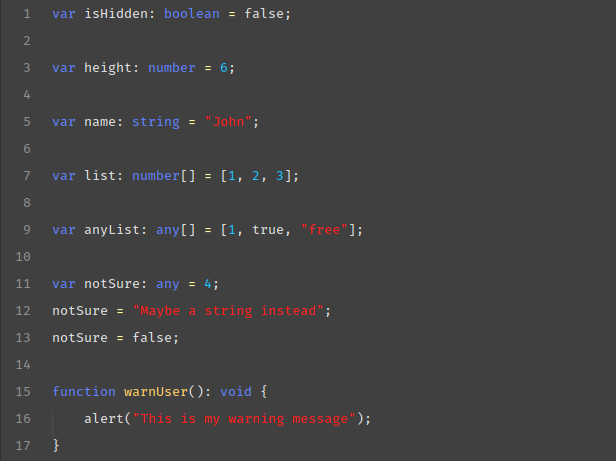 1 var isHidden: boolean = false;
2
3 var height: number = 6;
4
5 var name: string = "John";
6
7 var list: number[] = [1, 2, 3];
8
9 var anyList: any[] = [1, true, "free"];
10
11 var notSure: any = 4;
12 notSure = "Maybe a string instead";
13 notSure = false;
14
15 function warnUser(): void {
16     alert("This is my warning message");
17 }